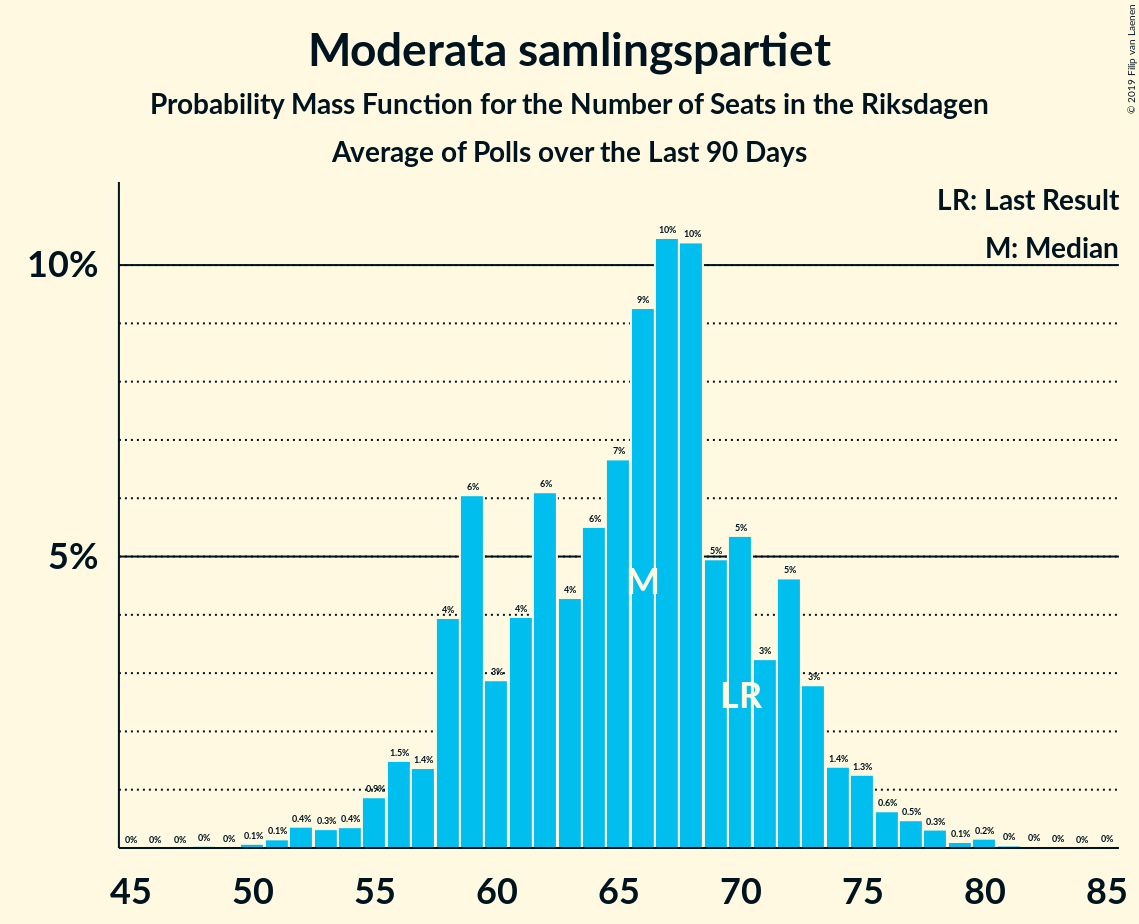 Moderata samlingspartiet
Probability Mass Function for the Number of Seats in the Riksdagen
Average of Polls over the Last 90 Days
© 2019 Filip van Laenen
LR: Last Result
M: Median
10%
5%
0% 0% 0% 0% 0% 0.1% 0.1% 0.4% 0.3% 0.4% 0.9% 1.5% 1.4% 4% 6% 3% 4% 6% 4% 6% 7% 9% 10% 10% 5% 5% 3% 5% 3% 1.4% 1.3% 0.6% 0.5% 0.3% 0.1% 0.2% 0% 0% 0% 0% 0%
M
LR
45 50 55 60 65 70 75 80 85